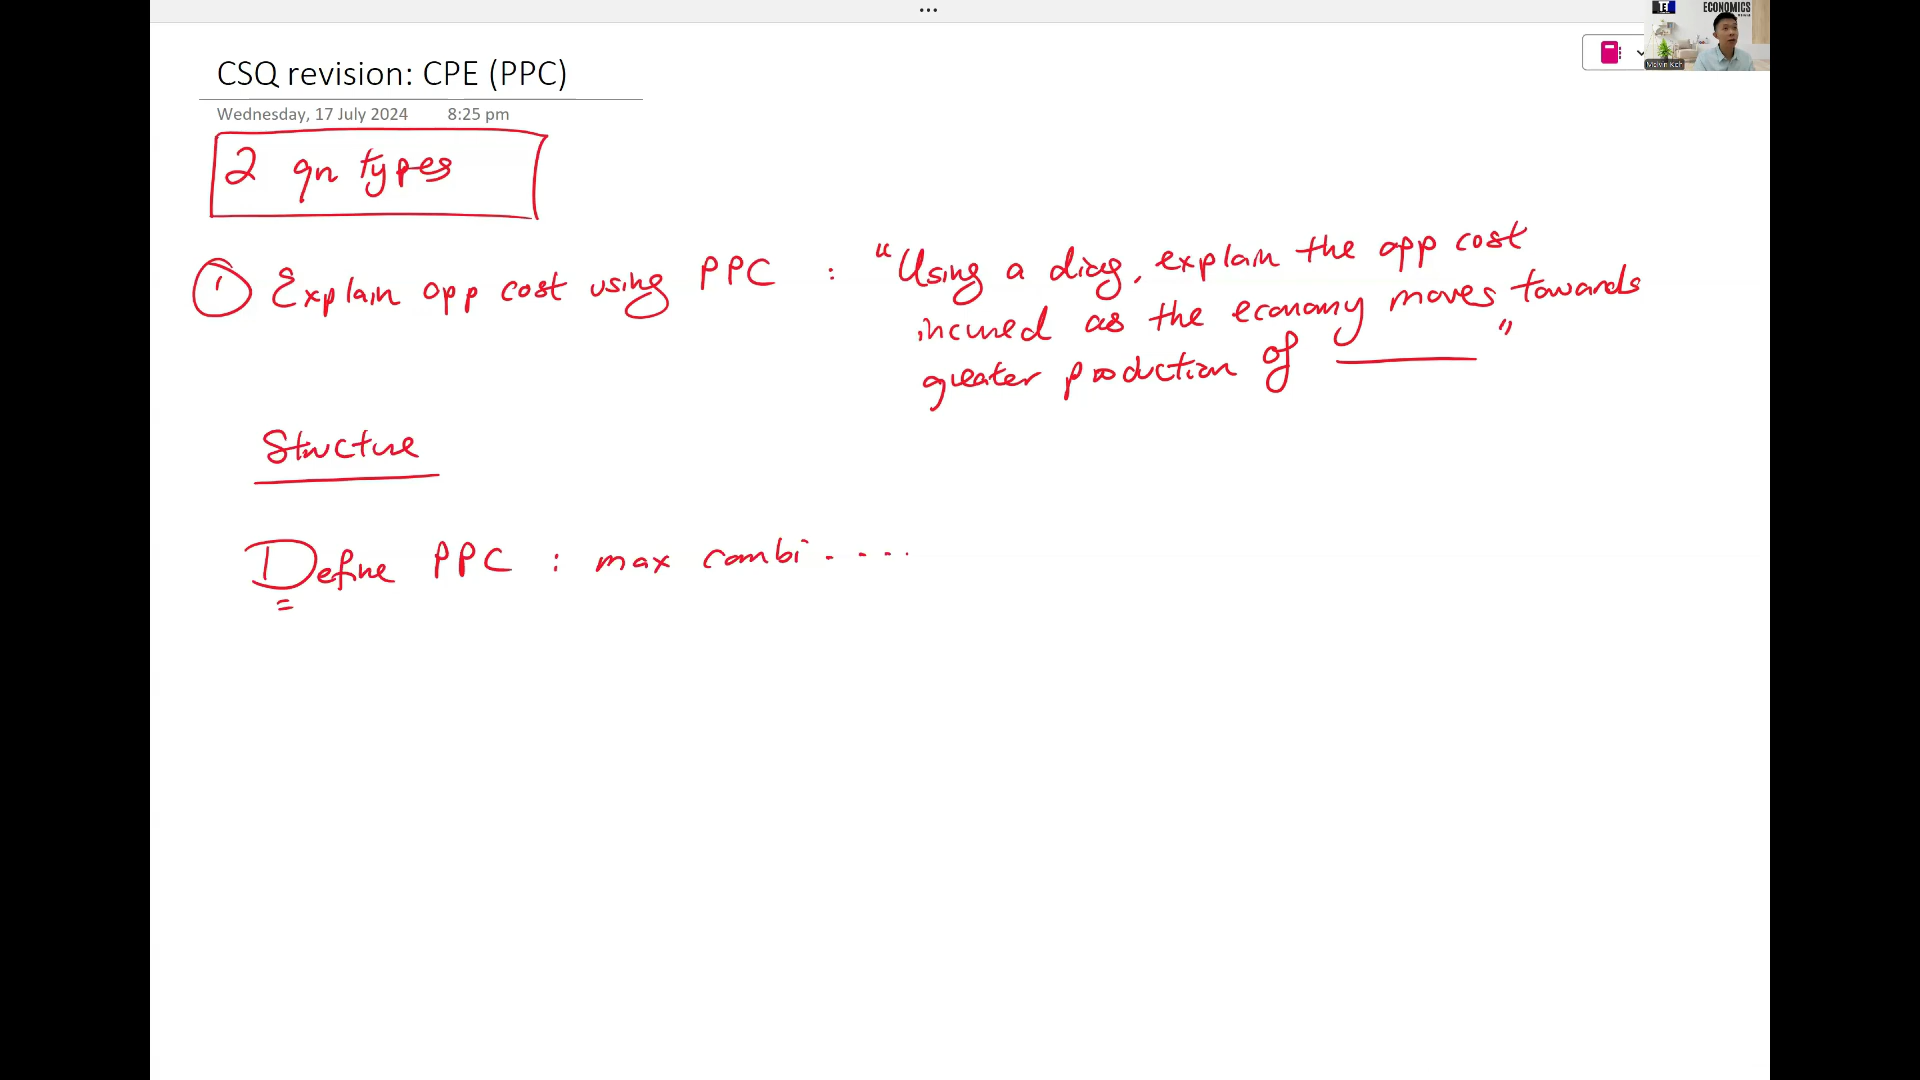 ...
ECONOMICS
CSQ revision: CPE (PPC)
Melvin Koh
Wednesday, 17 July 2024 8:25 pm
2 qn types
① Explain opp cost using PPC : "Using a diag, explain the opp cost
incurred as the economy moves towards
greater production of ______"
Structure
Define PPC : max combi.....